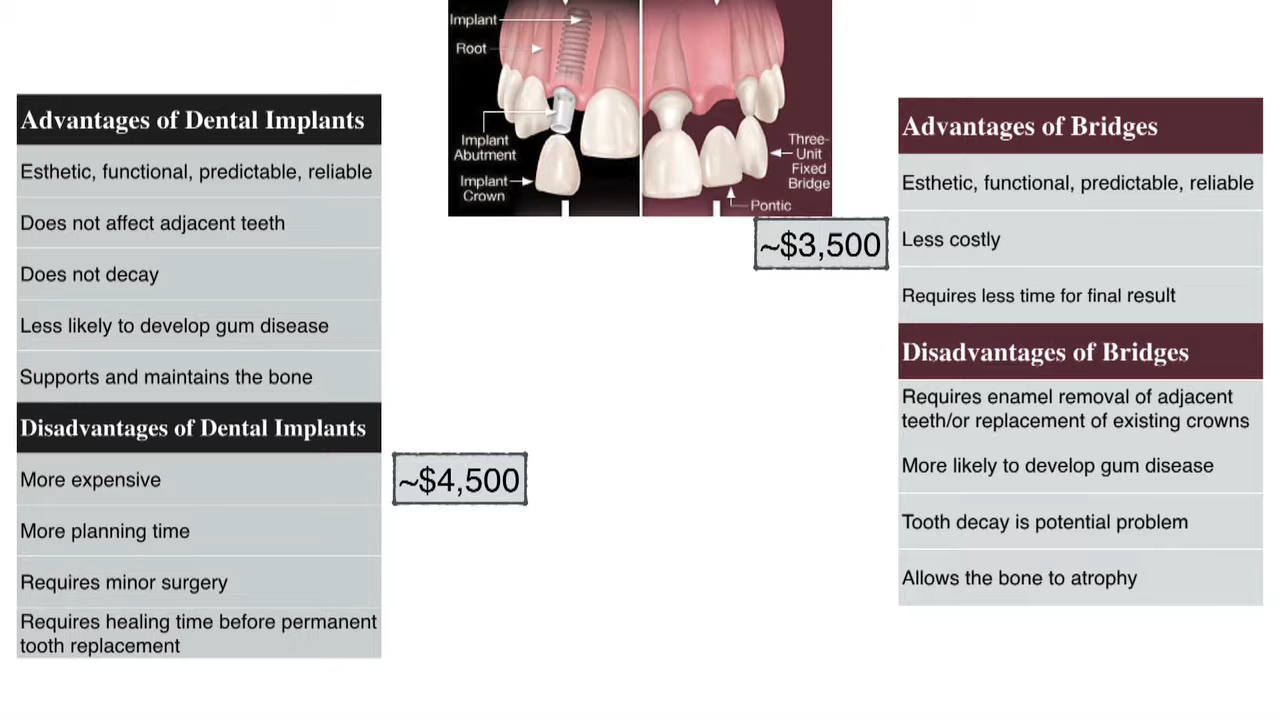 Implant
Root
Implant
Abutment
Implant
Crown
Three-
Unit
Fixed
Bridge
Pontic
Advantages of Dental Implants
Esthetic, functional, predictable, reliable
Does not affect adjacent teeth
Does not decay
Less likely to develop gum disease
Supports and maintains the bone
Disadvantages of Dental Implants
More expensive
~$4,500
More planning time
Requires minor surgery
Requires healing time before permanent
tooth replacement
Advantages of Bridges
Esthetic, functional, predictable, reliable
~$3,500
Less costly
Requires less time for final result
Disadvantages of Bridges
Requires enamel removal of adjacent
teeth/or replacement of existing crowns
More likely to develop gum disease
Tooth decay is potential problem
Allows the bone to atrophy